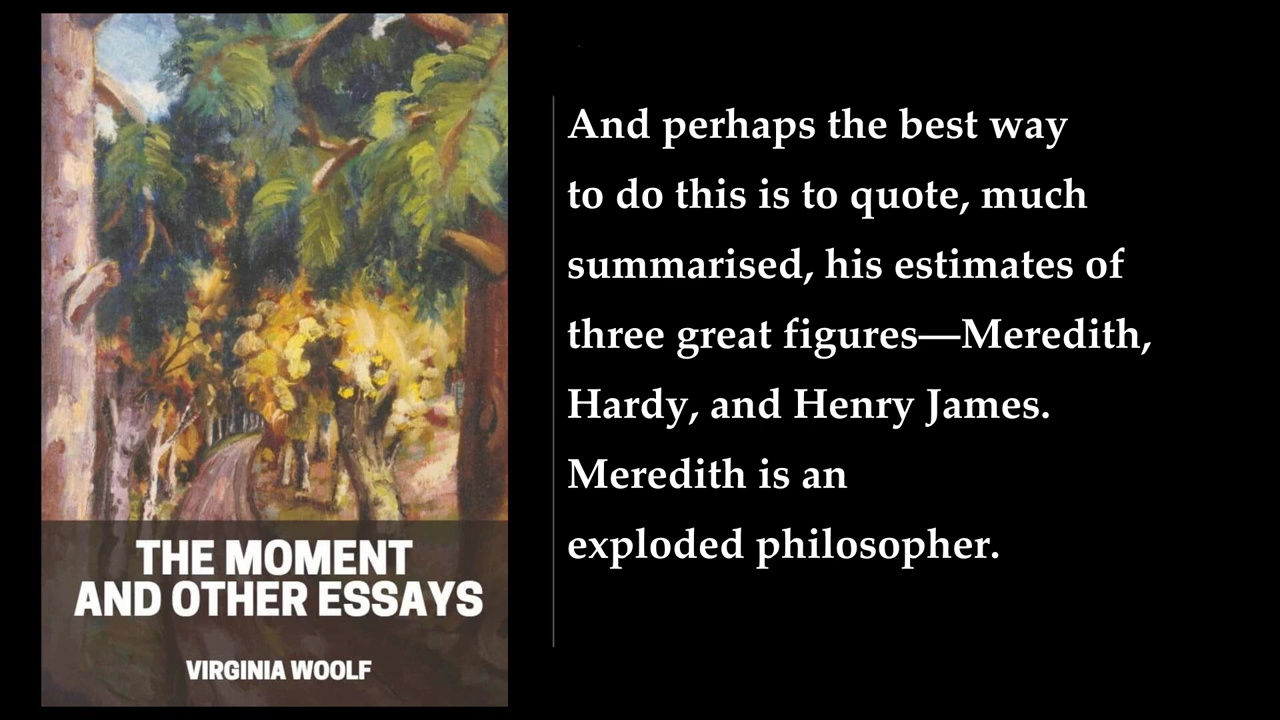 THE MOMENT
AND OTHER ESSAYS
VIRGINIA WOOLF
And perhaps the best way
to do this is to quote, much
summarised, his estimates of
three great figures—Meredith,
Hardy, and Henry James.
Meredith is an
exploded philosopher.